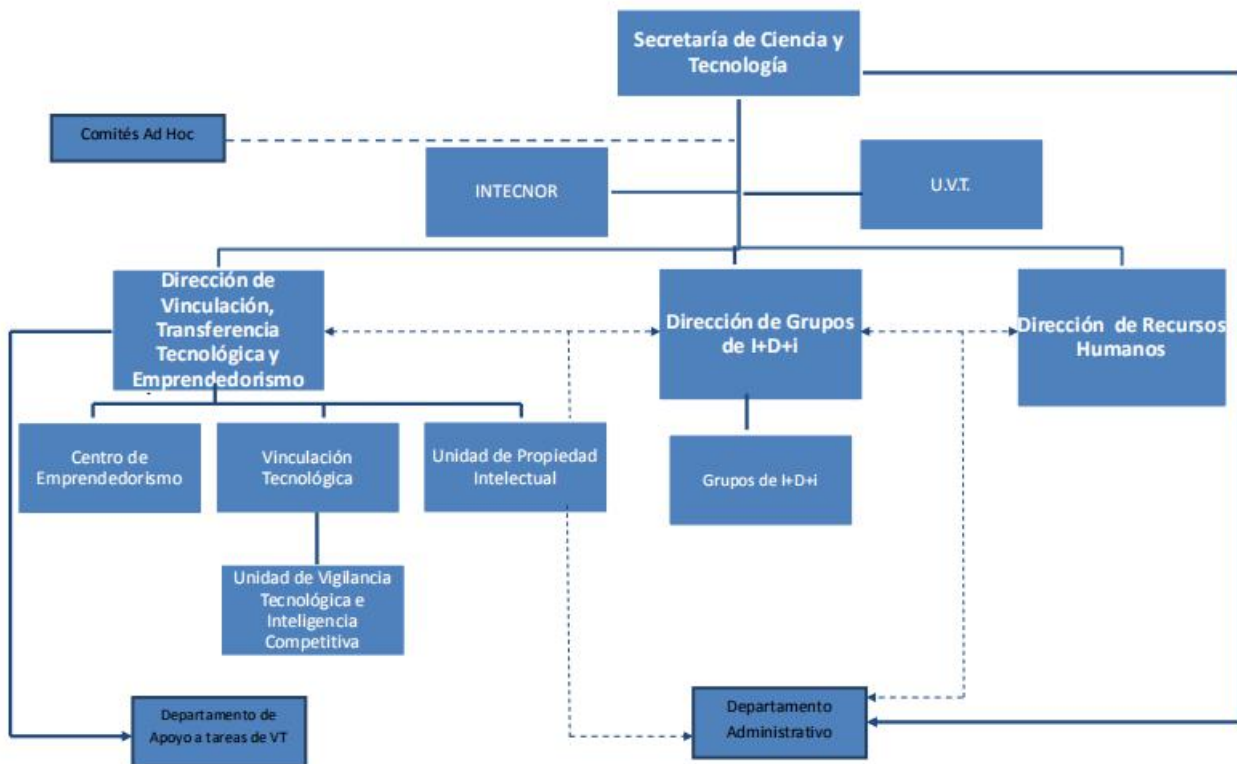 Secretaría de Ciencia y
Tecnología
Comités Ad Hoc
INTECNOR
U.V.T.
Dirección de
Vinculación,
Transferencia
Tecnológica y
Emprendedorismo
Dirección de Grupos
de I+D+i
Dirección de Recursos
Humanos
Centro de
Emprendedorismo
Vinculación
Tecnológica
Unidad de Propiedad
Intelectual
Grupos de I+D+i
Unidad de Vigilancia
Tecnológica e
Inteligencia
Competitiva
Departamento de
Apoyo a tareas de VT
Departamento
Administrativo